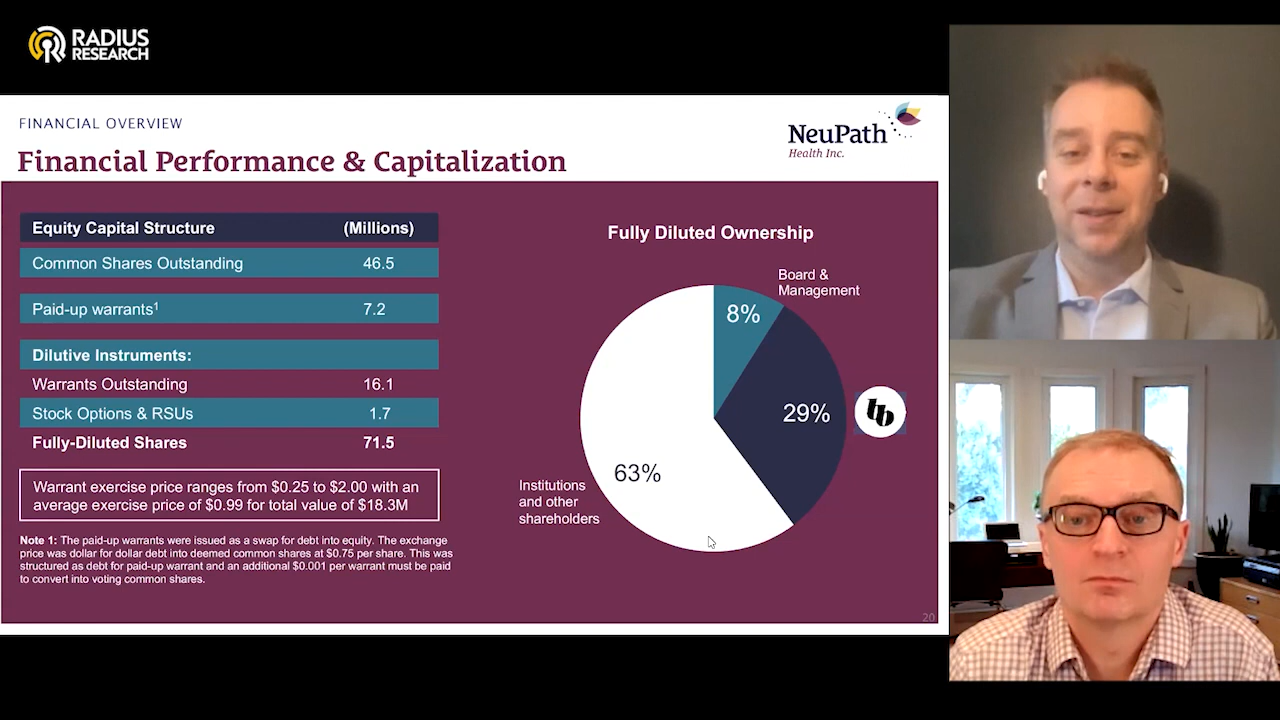 RADIUS
RESEARCH
FINANCIAL OVERVIEW
Financial Performance & Capitalization
NeuPath
Health Inc.
Equity Capital Structure (Millions)
Common Shares Outstanding 46.5
Paid-up warrants¹ 7.2
Dilutive Instruments:
Warrants Outstanding 16.1
Stock Options & RSUs 1.7
Fully-Diluted Shares 71.5
Warrant exercise price ranges from $0.25 to $2.00 with an
average exercise price of $0.99 for total value of $18.3M
Note 1: The paid-up warrants were issued as a swap for debt into equity. The exchange
price was dollar for dollar debt into deemed common shares at $0.75 per share. This was
structured as debt for paid-up warrant and an additional $0.001 per warrant must be paid
to convert into voting common shares.
Fully Diluted Ownership
Board &
Management
8%
29%
63%
Institutions
and other
shareholders
20